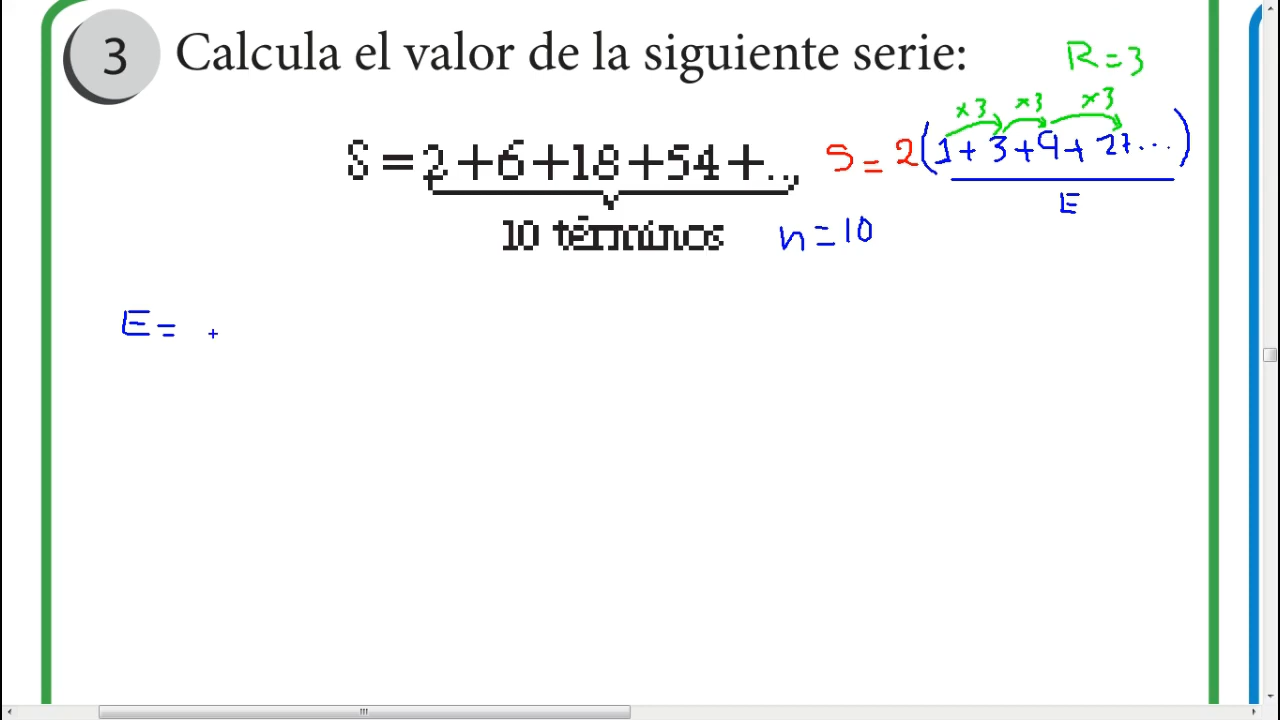 3 Calcula el valor de la siguiente serie:
R = 3
×3 ×3 ×3
S = 2 + 6 + 18 + 54 + ... S = 2(1 + 3 + 9 + 27...)
E
10 términos n = 10
E =